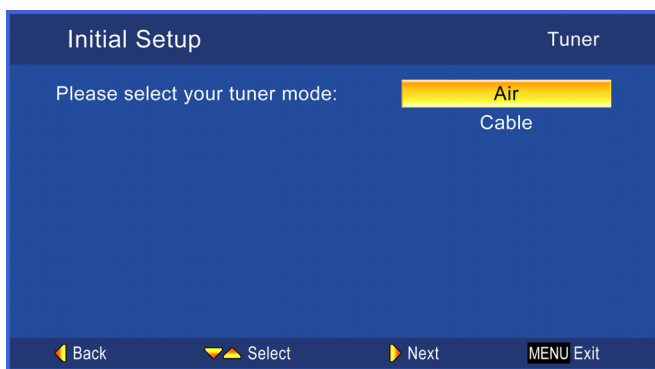 Initial Setup Tuner
Please select your tuner mode: Air
Cable
Back Select Next MENU Exit